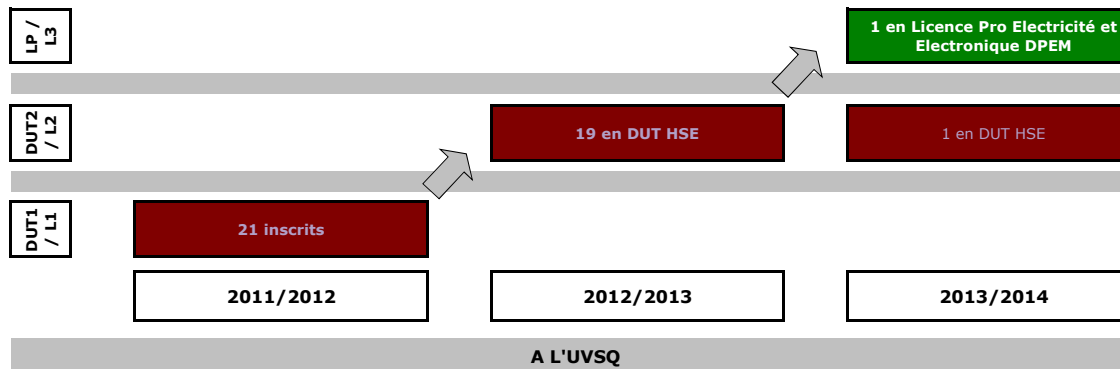 LP /
L3
1 en Licence Pro Electricité et
Electronique DPEM
DUT2
/ L2
19 en DUT HSE
1 en DUT HSE
DUT1
/ L1
21 inscrits
2011/2012
2012/2013
2013/2014
A L'UVSQ